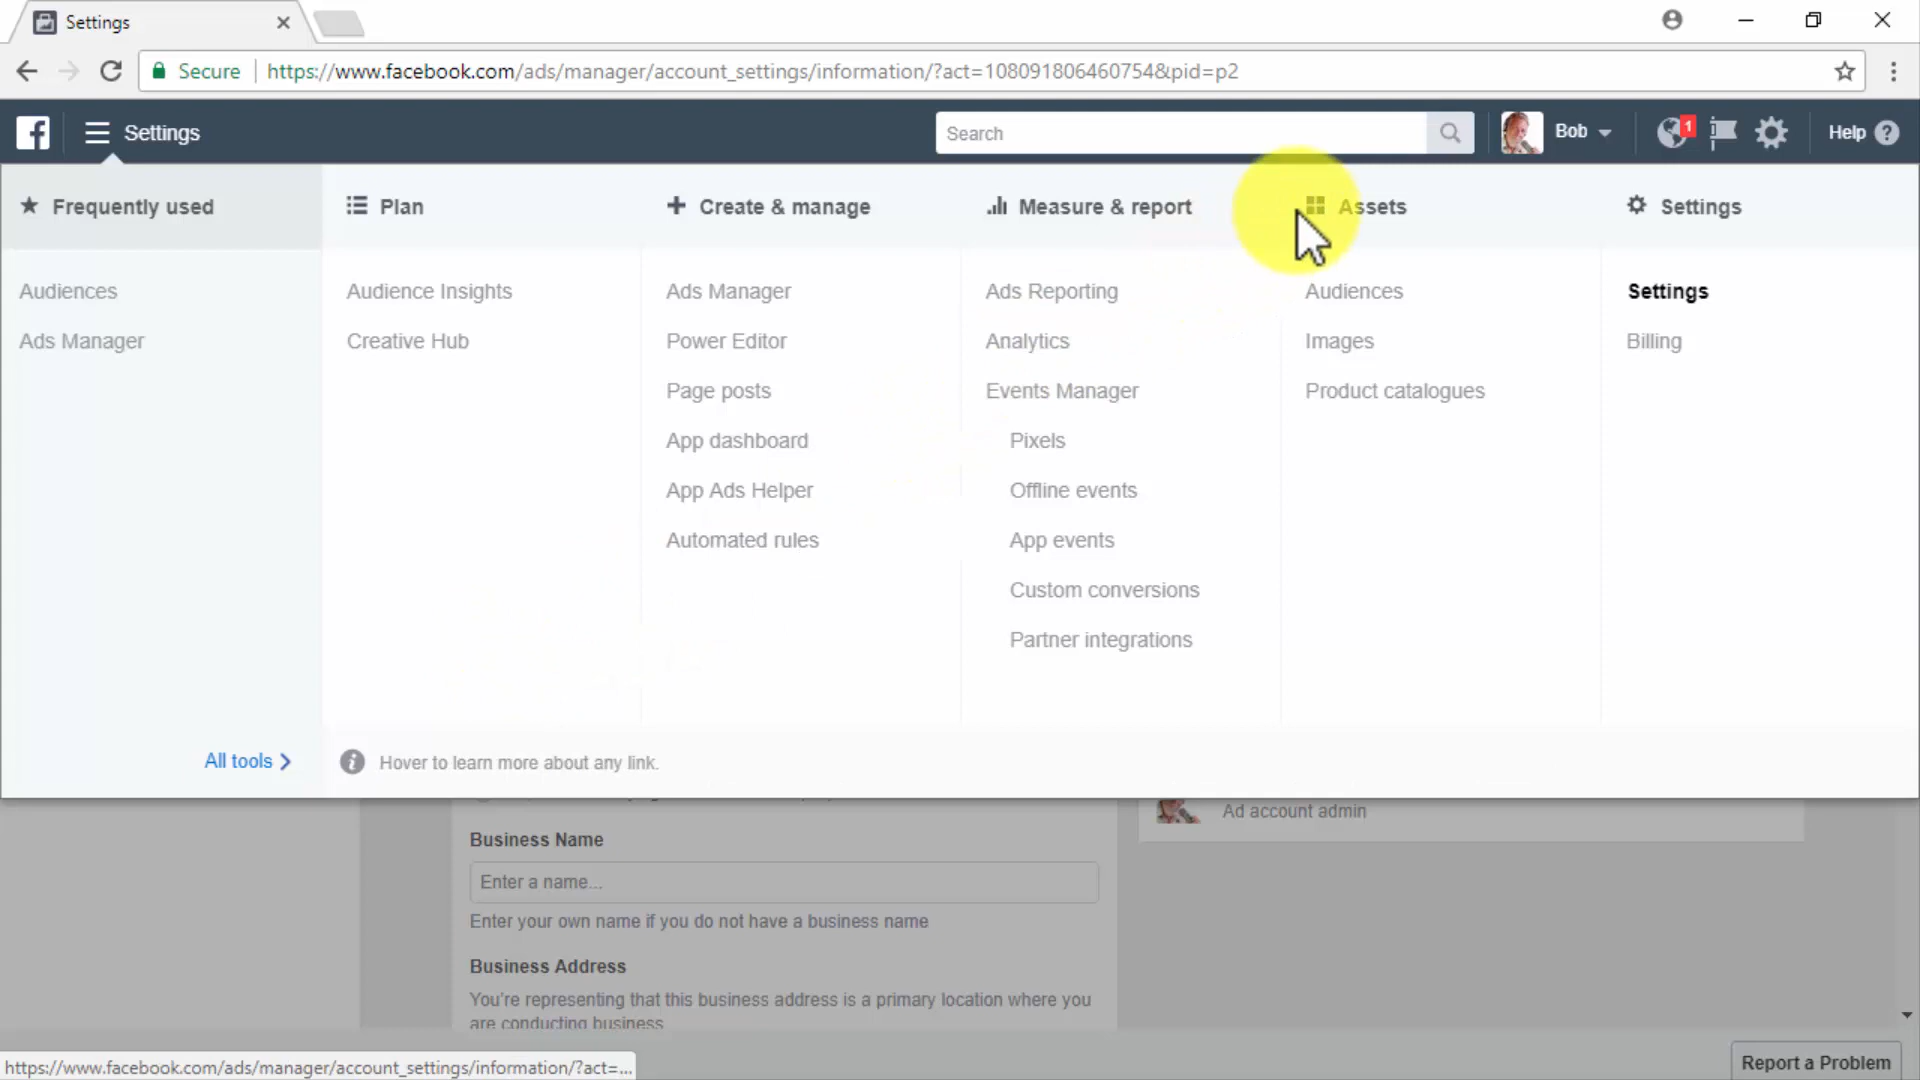 Settings
Secure
https://www.facebook.com/ads/manager/account_settings/information/?act=108091806460754&pid=p2
Settings
Search
Bob
1
Help
Frequently used
Audiences
Ads Manager
All tools
Plan
Audience Insights
Creative Hub
Create & manage
Ads Manager
Power Editor
Page posts
App dashboard
App Ads Helper
Automated rules
Measure & report
Ads Reporting
Analytics
Events Manager
Pixels
Offline events
App events
Custom conversions
Partner integrations
Assets
Audiences
Images
Product catalogues
Settings
Settings
Billing
Hover to learn more about any link.
Ad account admin
Business Name
Enter a name...
Enter your own name if you do not have a business name
Business Address
You're representing that this business address is a primary location where you
are conducting business
https://www.facebook.com/ads/manager/account_settings/information/?act=...
Report a Problem